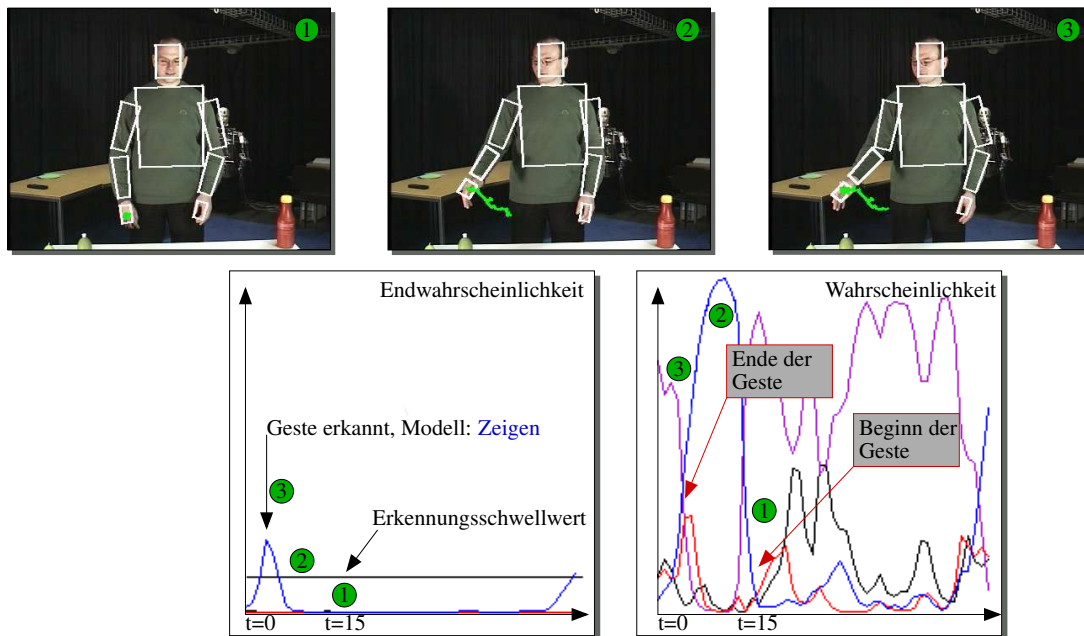 1
2
3
Endwahrscheinlichkeit
Geste erkannt, Modell: Zeigen
3
Erkennungsschwellwert
2
1
t=0
t=15
Wahrscheinlichkeit
2
Ende der
Geste
3
Beginn der
Geste
1
t=0
t=15